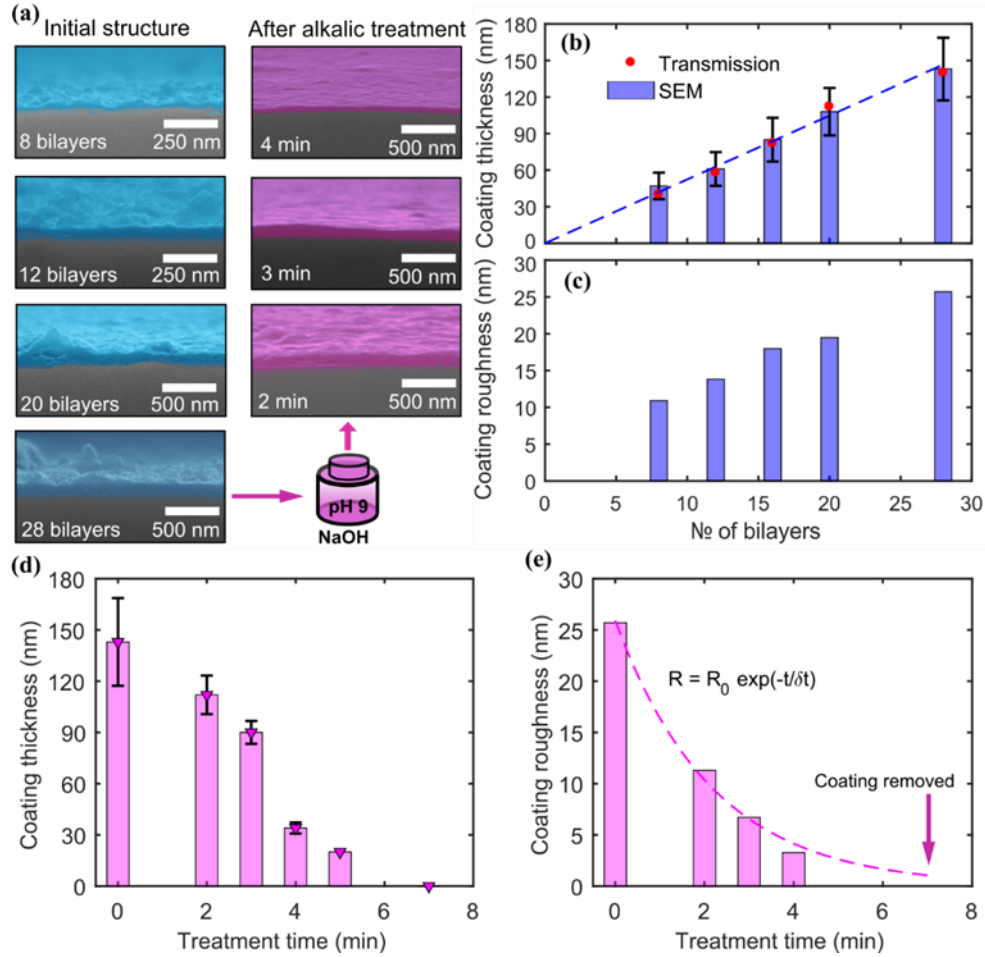 (a)
Initial structure
After alkalic treatment
8 bilayers
250 nm
4 min
500 nm
12 bilayers
250 nm
3 min
500 nm
20 bilayers
500 nm
2 min
500 nm
28 bilayers
500 nm
pH 9
NaOH
(b)
Coating thickness (nm)
180
150
120
90
60
30
0
Transmission
SEM
(c)
Coating roughness (nm)
30
25
20
15
10
5
0
0 5 10 15 20 25 30
№ of bilayers
(d)
Coating thickness (nm)
180
150
120
90
60
30
0
0 2 4 6 8
Treatment time (min)
(e)
Coating roughness (nm)
30
25
20
15
10
5
0
R = R0 exp(-t/δt)
Coating removed
0 2 4 6 8
Treatment time (min)